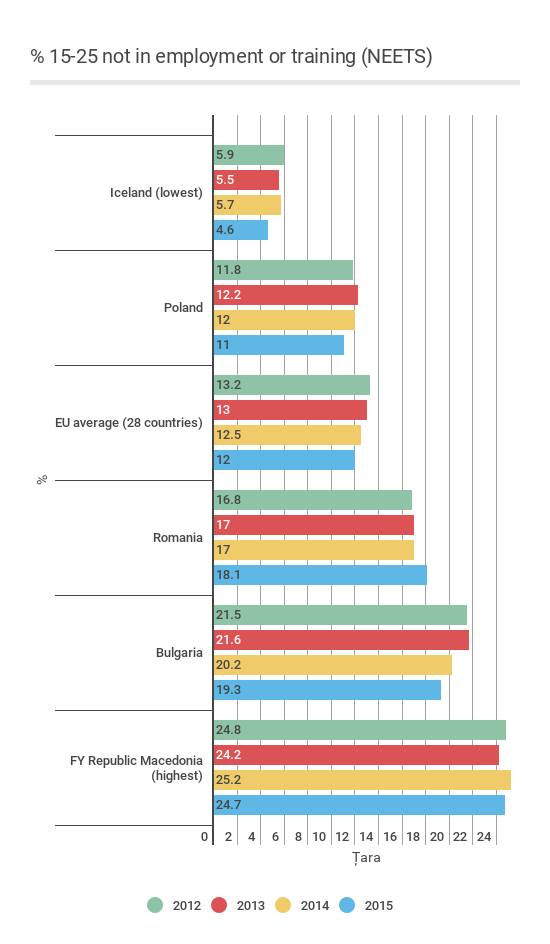 % 15-25 not in employment or training (NEETS)
5.9
5.5
Iceland (lowest)
5.7
4.6
11.8
12.2
Poland
12
11
13.2
13
EU average (28 countries)
12.5
12
%
16.8
17
Romania
17
18.1
21.5
21.6
Bulgaria
20.2
19.3
24.8
24.2
FY Republic Macedonia
(highest)
25.2
24.7
0 2 4 6 8 10 12 14 16 18 20 22 24
Țara
2012 2013 2014 2015